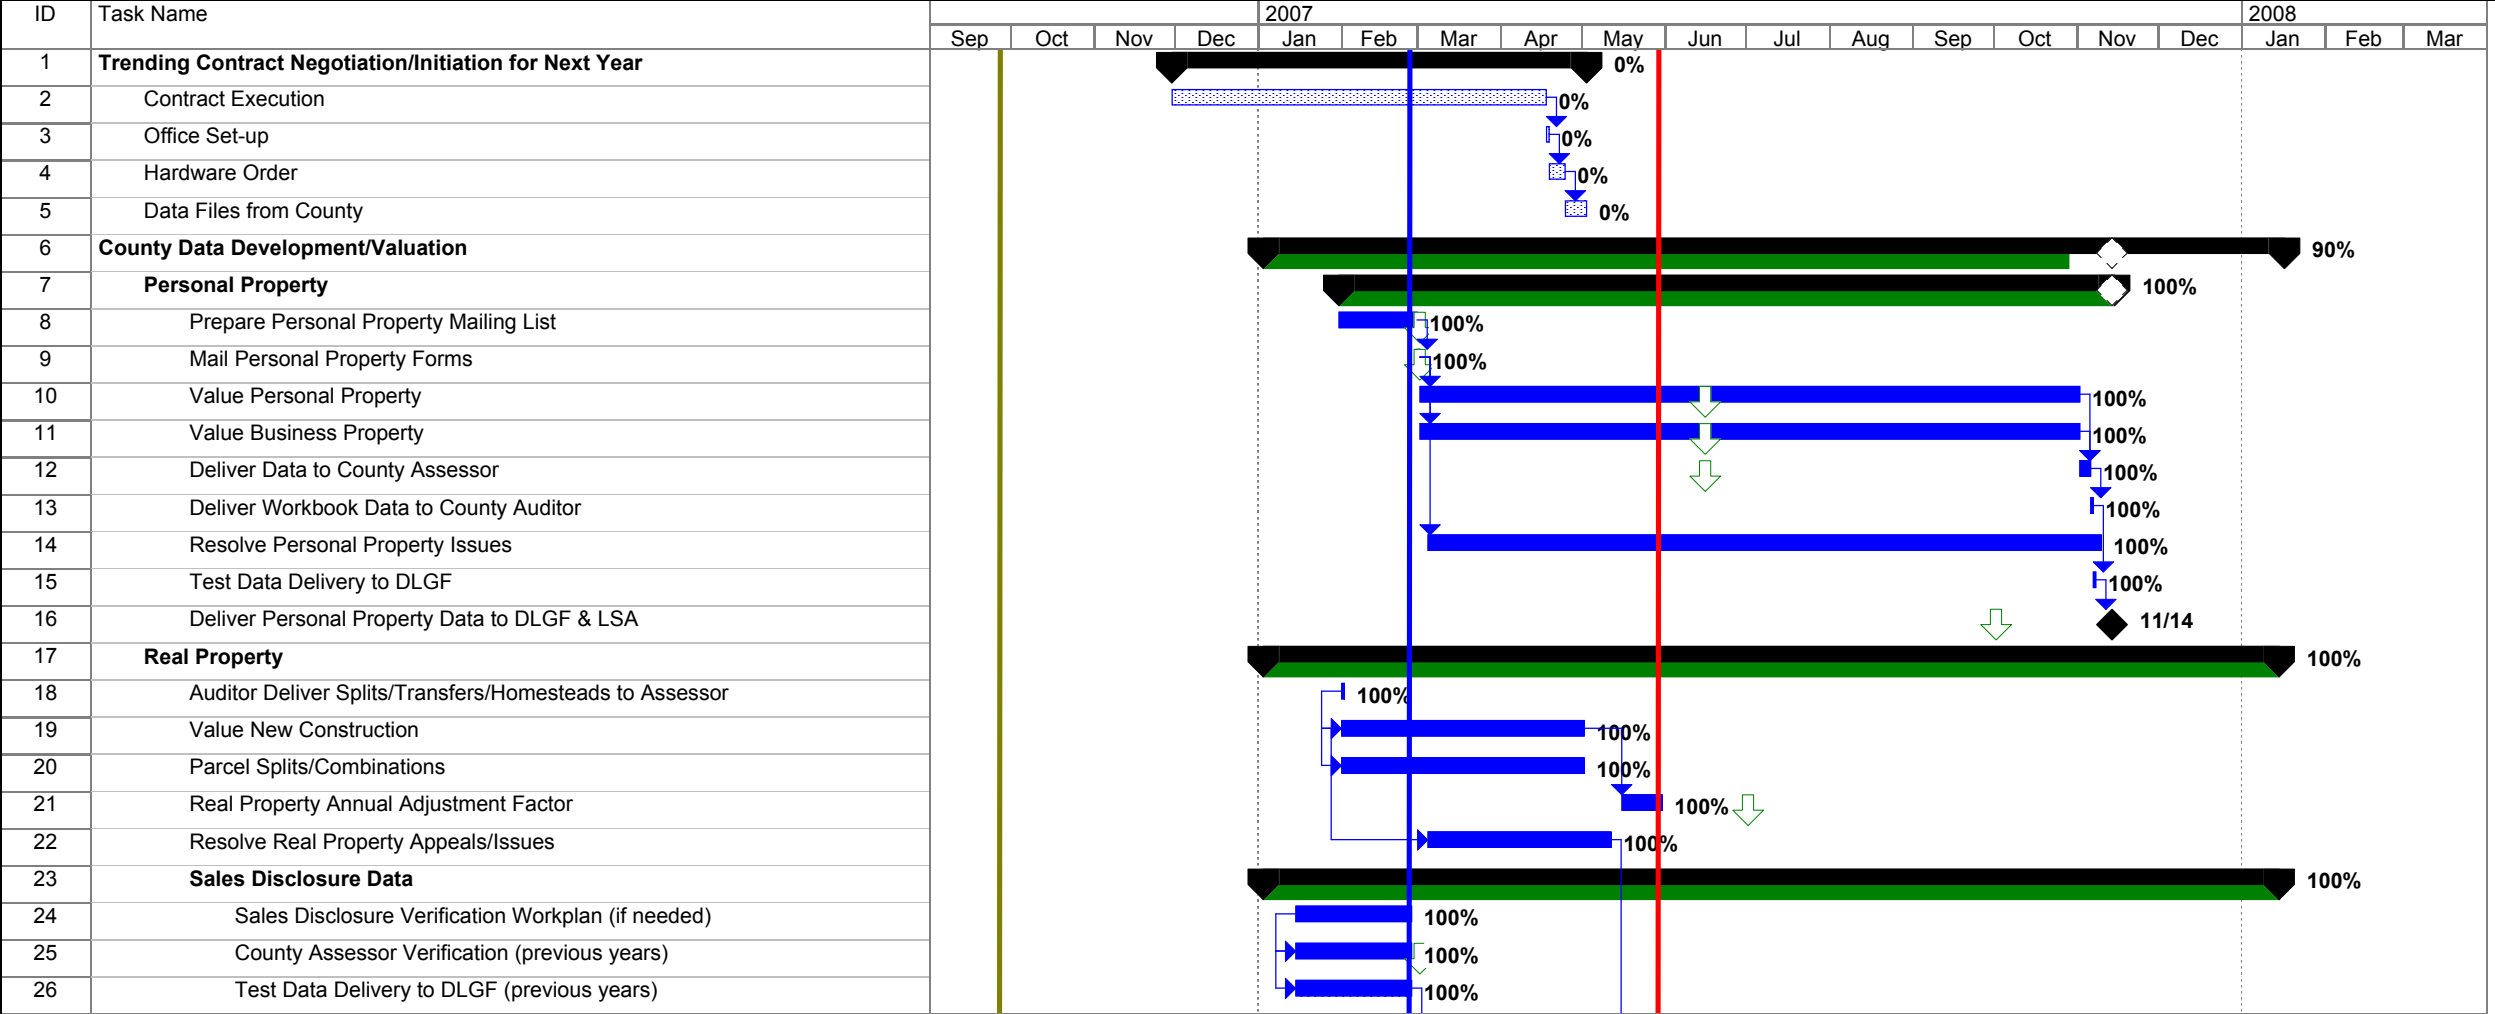 ID Task Name 2007 2008
Sep Oct Nov Dec Jan Feb Mar Apr May Jun Jul Aug Sep Oct Nov Dec Jan Feb Mar
1 Trending Contract Negotiation/Initiation for Next Year 0%
2 Contract Execution 0%
3 Office Set-up 0%
4 Hardware Order 0%
5 Data Files from County 0%
6 County Data Development/Valuation 90%
7 Personal Property 100%
8 Prepare Personal Property Mailing List 100%
9 Mail Personal Property Forms 100%
10 Value Personal Property 100%
11 Value Business Property 100%
12 Deliver Data to County Assessor 100%
13 Deliver Workbook Data to County Auditor 100%
14 Resolve Personal Property Issues 100%
15 Test Data Delivery to DLGF 100%
16 Deliver Personal Property Data to DLGF & LSA 11/14
17 Real Property 100%
18 Auditor Deliver Splits/Transfers/Homesteads to Assessor 100%
19 Value New Construction 100%
20 Parcel Splits/Combinations 100%
21 Real Property Annual Adjustment Factor 100%
22 Resolve Real Property Appeals/Issues 100%
23 Sales Disclosure Data 100%
24 Sales Disclosure Verification Workplan (if needed) 100%
25 County Assessor Verification (previous years) 100%
26 Test Data Delivery to DLGF (previous years) 100%